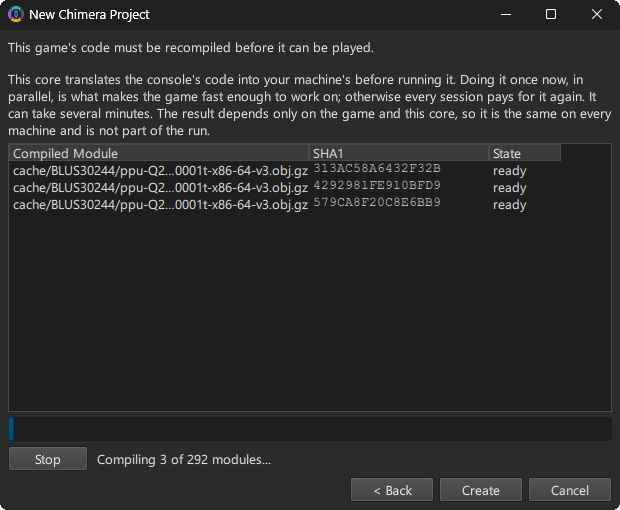 New Chimera Project
This game's code must be recompiled before it can be played.
This core translates the console's code into your machine's before running it. Doing it once now, in
parallel, is what makes the game fast enough to work on; otherwise every session pays for it again. It
can take several minutes. The result depends only on the game and this core, so it is the same on every
machine and is not part of the run.
Compiled Module SHA1 State
cache/BLUS30244/ppu-Q2...0001t-x86-64-v3.obj.gz 313AC58A6432F32B ready
cache/BLUS30244/ppu-Q2...0001t-x86-64-v3.obj.gz 4292981FE910BFD9 ready
cache/BLUS30244/ppu-Q2...0001t-x86-64-v3.obj.gz 579CA8F20C8E6BB9 ready
Stop Compiling 3 of 292 modules...
< Back Create Cancel